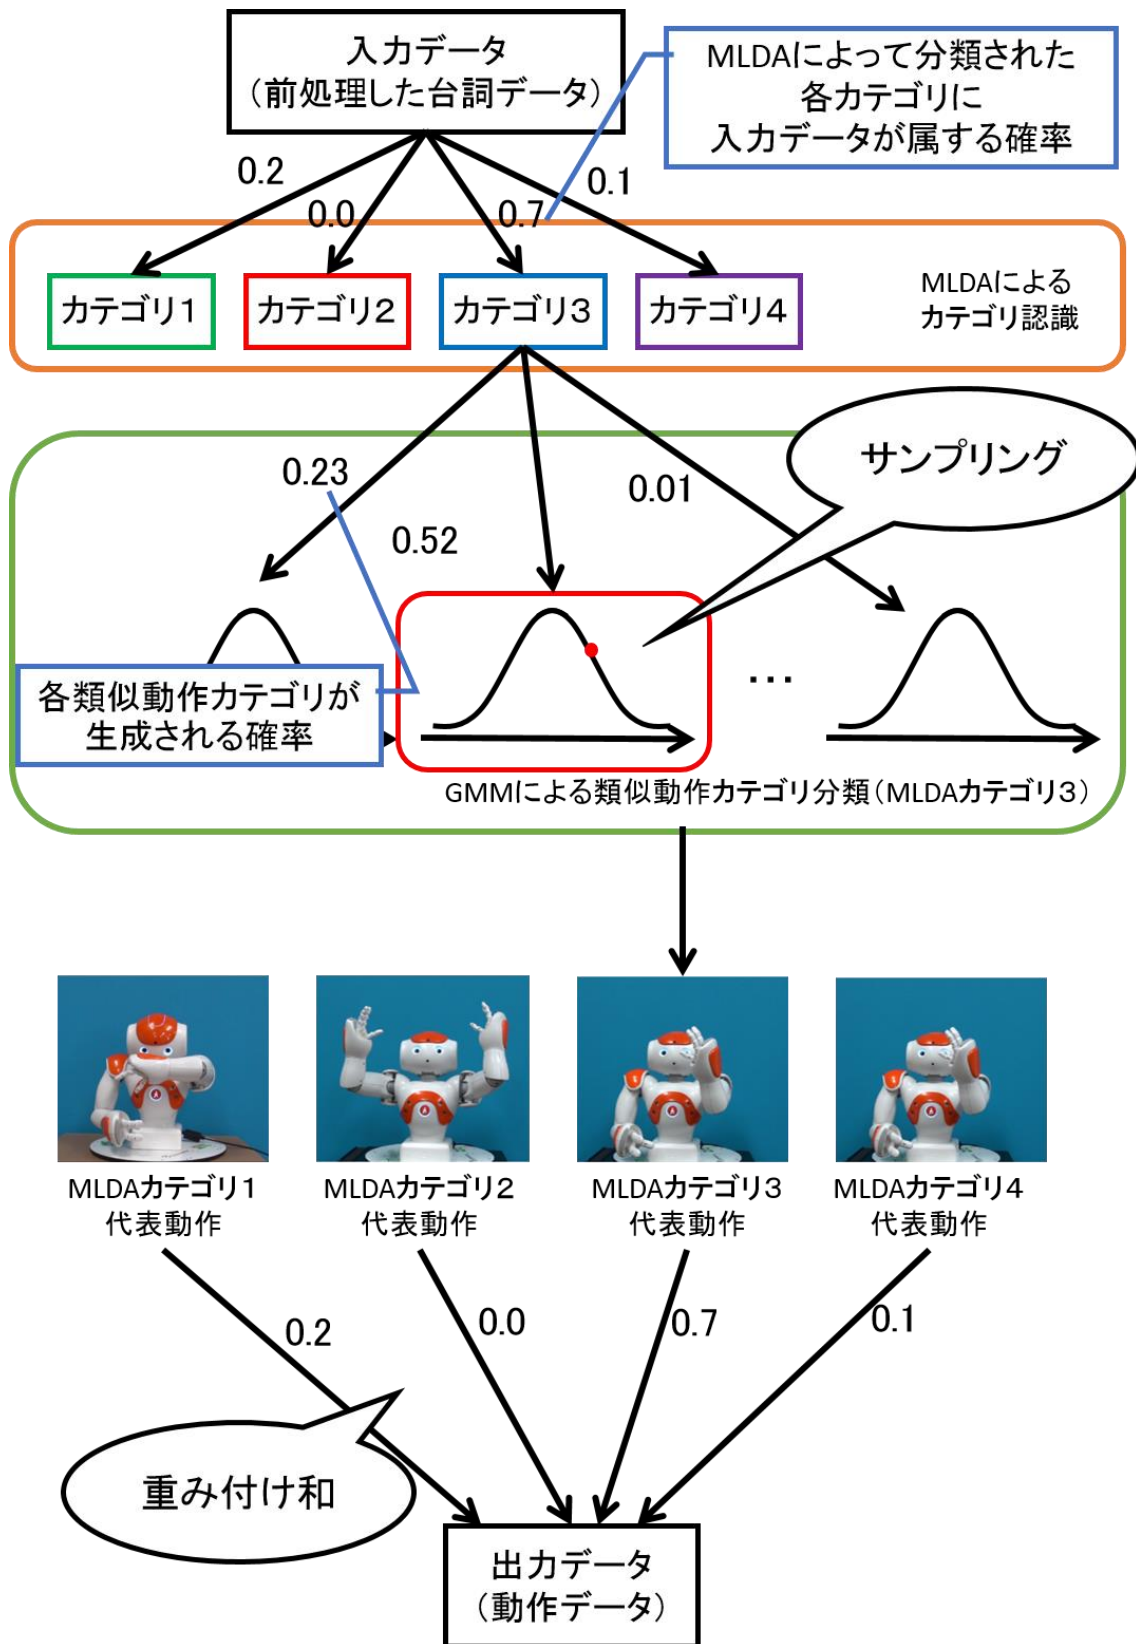 入力データ
（前処理した台詞データ）
MLDAによって分類された
各カテゴリに
入力データが属する確率
0.2
0.0
0.7
0.1
カテゴリ1
カテゴリ2
カテゴリ3
カテゴリ4
MLDAによる
カテゴリ認識
サンプリング
0.23
0.52
0.01
各類似動作カテゴリが
生成される確率
...
GMMによる類似動作カテゴリ分類（MLDAカテゴリ3）
MLDAカテゴリ1
代表動作
MLDAカテゴリ2
代表動作
MLDAカテゴリ3
代表動作
MLDAカテゴリ4
代表動作
0.2
0.0
0.7
0.1
重み付け和
出力データ
（動作データ）